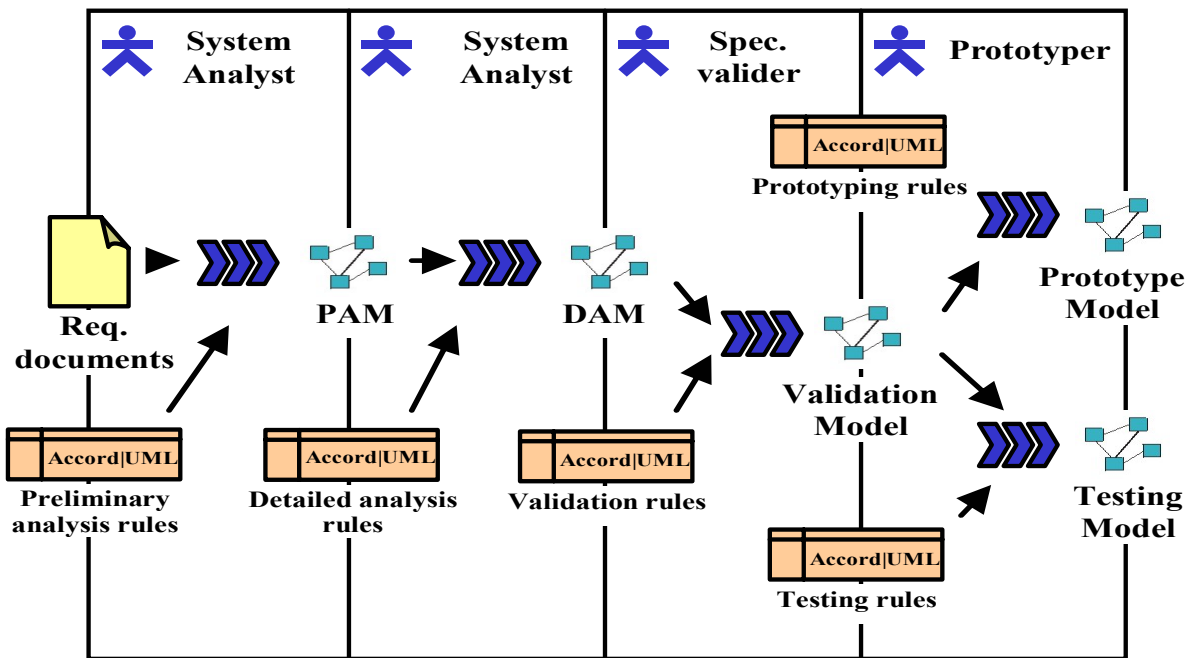 System
Analyst
System
Analyst
Spec.
valider
Prototyper
Accord|UML
Prototyping rules
Req.
documents
PAM
DAM
Prototype
Model
Validation
Model
Accord|UML
Preliminary
analysis rules
Accord|UML
Detailed analysis
rules
Accord|UML
Validation rules
Testing
Model
Accord|UML
Testing rules